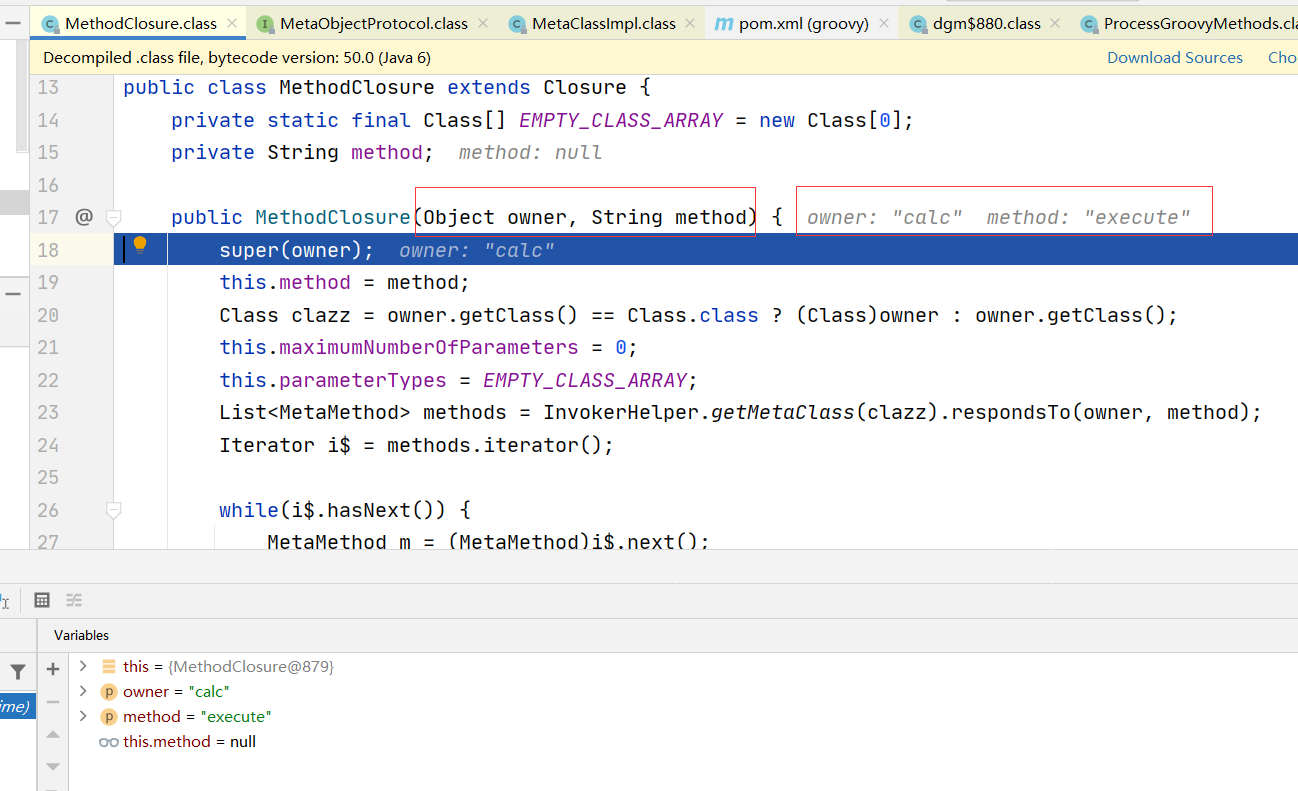 MethodClosure.class MetaObjectProtocol.class MetaClassImpl.class pom.xml (groovy) dgm$880.class ProcessGroovyMethods.cla
Decompiled .class file, bytecode version: 50.0 (Java 6) Download Sources Cho
13 public class MethodClosure extends Closure {
14 private static final Class[] EMPTY_CLASS_ARRAY = new Class[0];
15 private String method; method: null
16
17 @ public MethodClosure(Object owner, String method) { owner: "calc" method: "execute"
18 super(owner); owner: "calc"
19 this.method = method;
20 Class clazz = owner.getClass() == Class.class ? (Class)owner : owner.getClass();
21 this.maximumNumberOfParameters = 0;
22 this.parameterTypes = EMPTY_CLASS_ARRAY;
23 List<MetaMethod> methods = InvokerHelper.getMetaClass(clazz).respondsTo(owner, method);
24 Iterator i$ = methods.iterator();
25
26 while(i$.hasNext()) {
27 MetaMethod m = (MetaMethod)i$.next();
Variables
this = {MethodClosure@879}
owner = "calc"
ime) method = "execute"
this.method = null